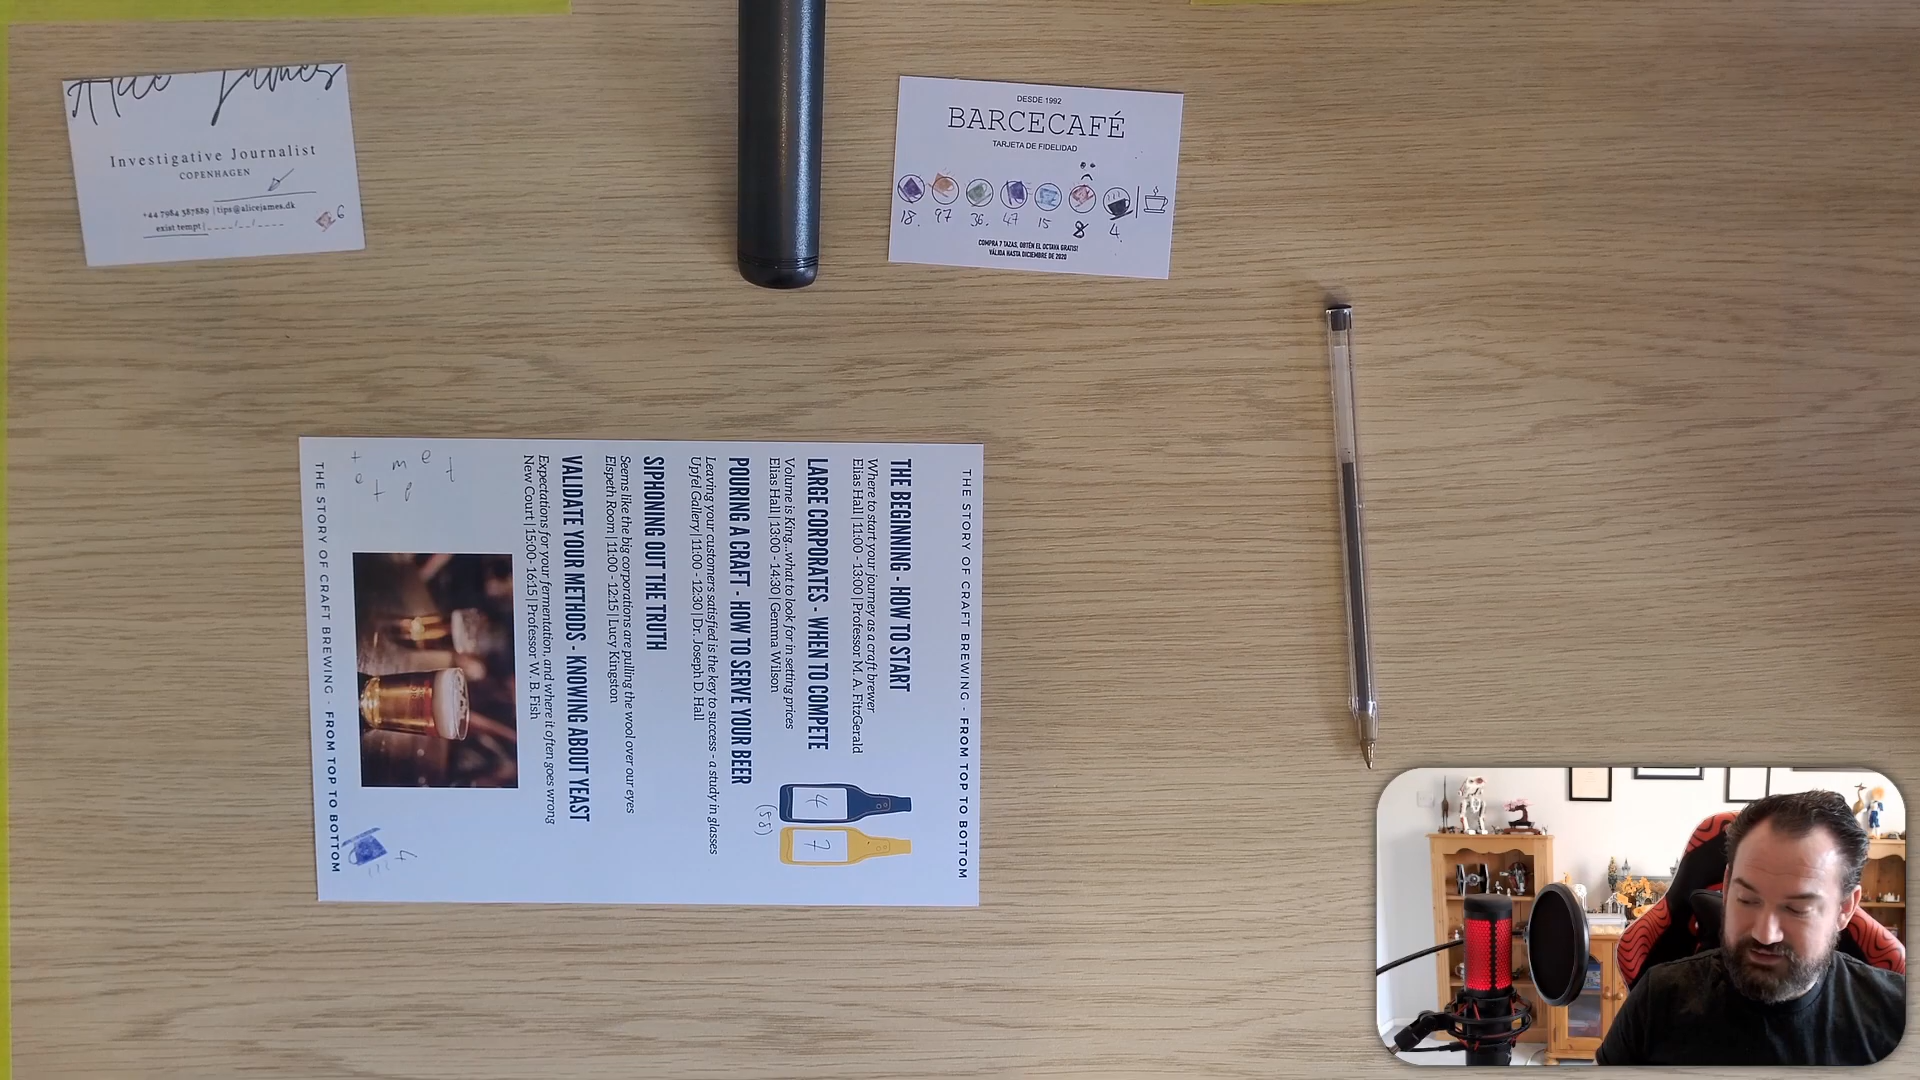 Alice James
Investigative Journalist
COPENHAGEN
+44 7984 387889 | tips@alicejames.dk
exist tempt | _ _ _ _ / _ _ / _ _ _ _
6
DESDE 1992
BARCECAFÉ
TARJETA DE FIDELIDAD
18. 97 36. 47 15 8 4.
COMPRA 7 TAZAS, OBTÉN EL OCTAVA GRATIS!
VÁLIDA HASTA DICIEMBRE DE 2020
THE STORY OF CRAFT BREWING - FROM TOP TO BOTTOM
THE BEGINNING - HOW TO START
Where to start your journey as a craft brewer
Elias Hall | 11:00 - 13:00 | Professor M. A. FitzGerald
LARGE CORPORATES - WHEN TO COMPETE
Volume is King...what to look for in setting prices
Elias Hall | 13:00 - 14:30 | Gemma Wilson
4
7
(55)
POURING A CRAFT - HOW TO SERVE YOUR BEER
Leaving your customers satisfied is the key to success - a study in glasses
Upfel Gallery | 11:00 - 12:30 | Dr. Joseph D. Hall
SIPHONING OUT THE TRUTH
Seems like the big corporations are pulling the wool over our eyes
Elspeth Room | 11:00 - 12:15 | Lucy Kingston
VALIDATE YOUR METHODS - KNOWING ABOUT YEAST
Expectations for your fermentation, and where it often goes wrong
New Court | 15:00 - 16:15 | Professor W. B. Fish
t e m t o t e
4
THE STORY OF CRAFT BREWING - FROM TOP TO BOTTOM